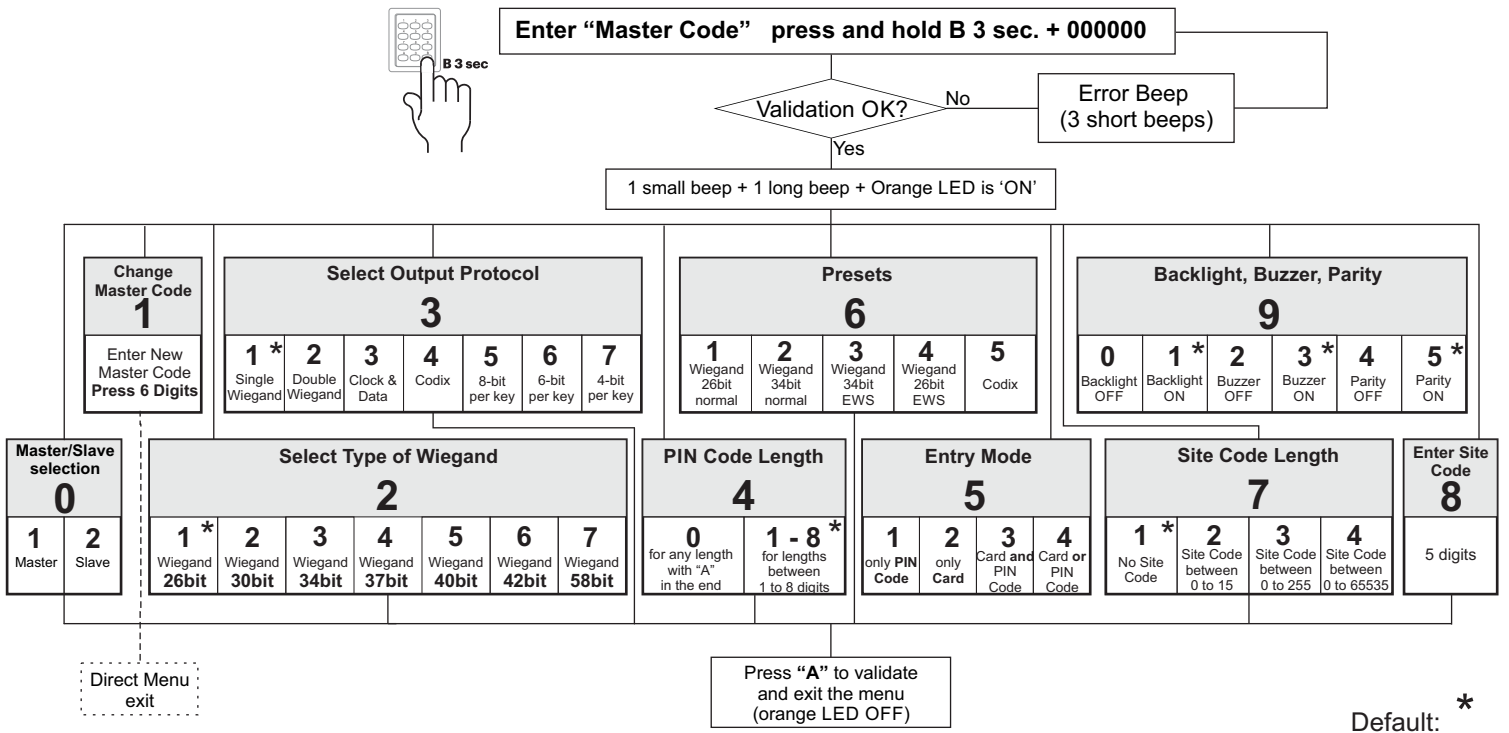 Enter “Master Code” press and hold B 3 sec. + 000000
B 3 sec
Validation OK?
No
Error Beep
(3 short beeps)
Yes
1 small beep + 1 long beep + Orange LED is ‘ON’
Change
Master Code
1
Enter New
Master Code
Press 6 Digits
Select Output Protocol
3
1 *
Single
Wiegand
2
Double
Wiegand
3
Clock &
Data
4
Codix
5
8-bit
per key
6
6-bit
per key
7
4-bit
per key
Presets
6
1
Wiegand
26bit
normal
2
Wiegand
34bit
normal
3
Wiegand
34bit
EWS
4
Wiegand
26bit
EWS
5
Codix
Backlight, Buzzer, Parity
9
0
Backlight
OFF
1 *
Backlight
ON
2
Buzzer
OFF
3 *
Buzzer
ON
4
Parity
OFF
5 *
Parity
ON
Master/Slave
selection
0
1
Master
2
Slave
Select Type of Wiegand
2
1 *
Wiegand
26bit
2
Wiegand
30bit
3
Wiegand
34bit
4
Wiegand
37bit
5
Wiegand
40bit
6
Wiegand
42bit
7
Wiegand
58bit
PIN Code Length
4
0
for any length
with “A”
in the end
1 - 8 *
for lengths
between
1 to 8 digits
Entry Mode
5
1
only PIN
Code
2
only
Card
3
Card and
PIN
Code
4
Card or
PIN
Code
Site Code Length
7
1 *
No Site
Code
2
Site Code
between
0 to 15
3
Site Code
between
0 to 255
4
Site Code
between
0 to 65535
Enter Site
Code
8
5 digits
Direct Menu
exit
Press “A” to validate
and exit the menu
(orange LED OFF)
Default: *